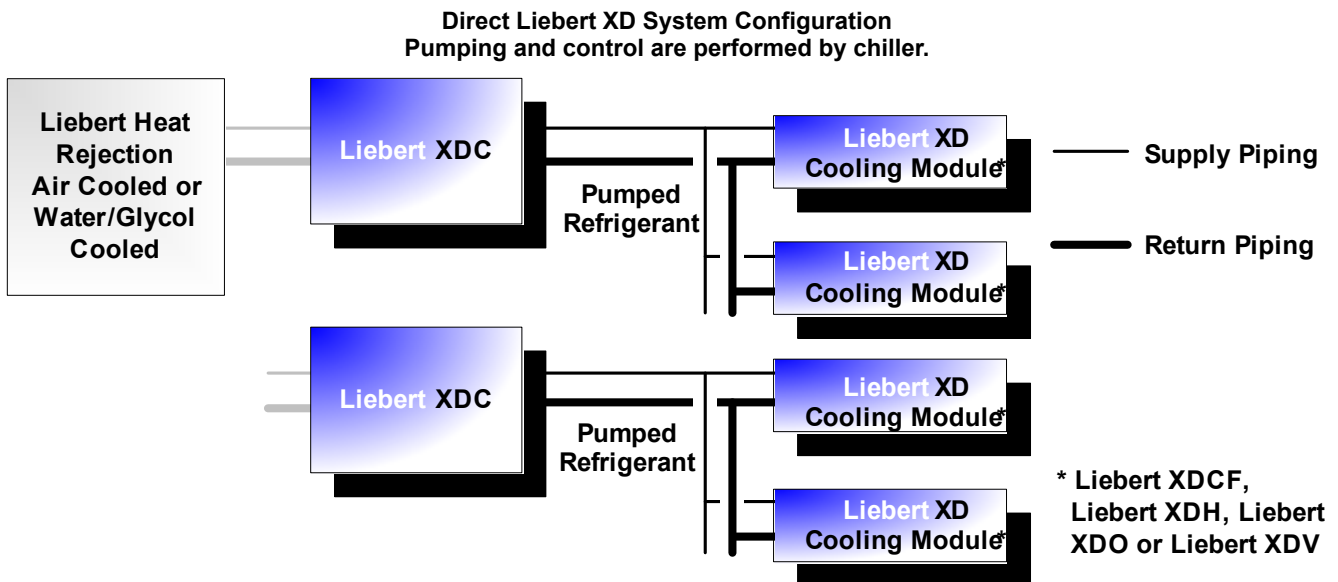 Direct Liebert XD System Configuration
Pumping and control are performed by chiller.
Liebert Heat
Rejection
Air Cooled or
Water/Glycol
Cooled
Liebert XDC
Pumped
Refrigerant
Liebert XD
Cooling Module*
Liebert XD
Cooling Module*
Supply Piping
Return Piping
Liebert XDC
Pumped
Refrigerant
Liebert XD
Cooling Module*
Liebert XD
Cooling Module*
* Liebert XDCF,
Liebert XDH, Liebert
XDO or Liebert XDV